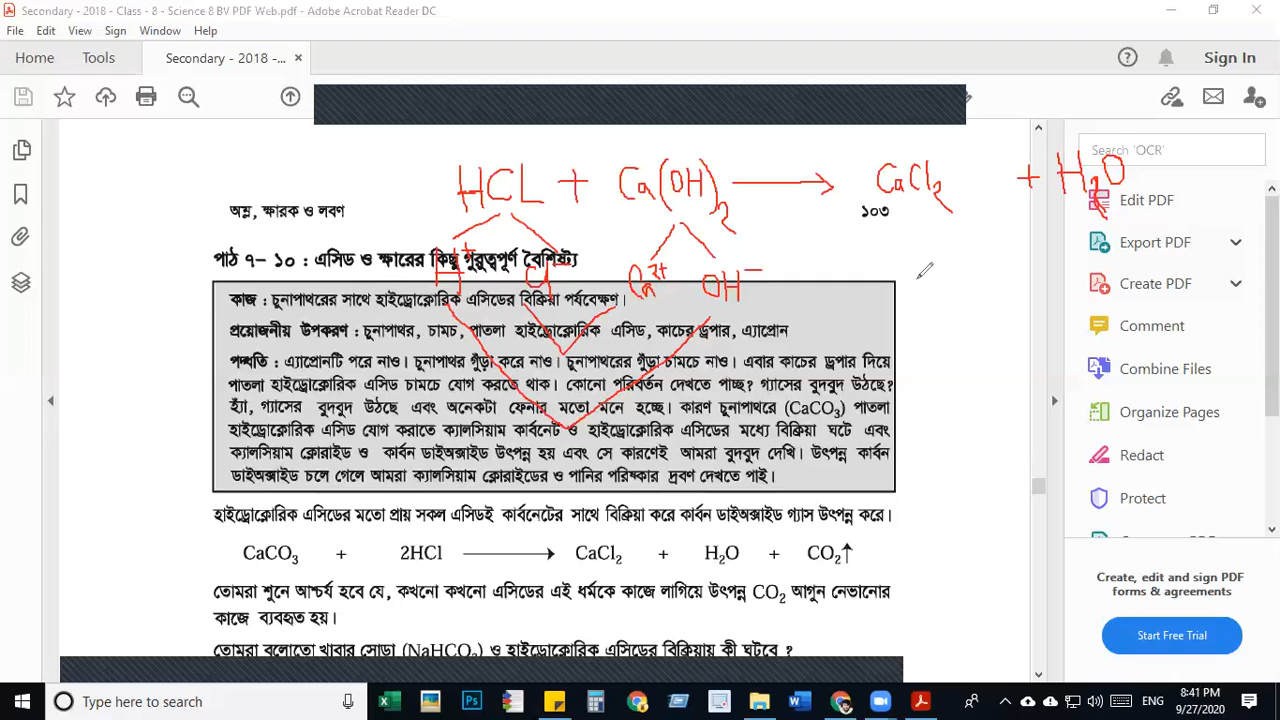 Secondary - 2018 - Class - 8 - Science 8 BV PDF Web.pdf - Adobe Acrobat Reader DC
File Edit View Sign Window Help
Home Tools Secondary - 2018 -... × Sign In
Search 'OCR'
HCL + Ca(OH)2 → CaCl2 + H2O
অম্ল, ক্ষারক ও লবণ ১০৩
H+ Cl- Ca2+ OH-
পাঠ ৭– ১০ : এসিড ও ক্ষারের কিছু গুরুত্বপূর্ণ বৈশিষ্ট্য
কাজ : চুনাপাথরের সাথে হাইড্রোক্লোরিক এসিডের বিক্রিয়া পর্যবেক্ষণ।
প্রয়োজনীয় উপকরণ : চুনাপাথর, চামচ, পাতলা হাইড্রোক্লোরিক এসিড, কাচের ড্রপার, এ্যাপ্রোন
পদ্ধতি : এ্যাপ্রোনটি পরে নাও। চুনাপাথর গুঁড়া করে নাও। চুনাপাথরের গুঁড়া চামচে নাও। এবার কাচের ড্রপার দিয়ে
পাতলা হাইড্রোক্লোরিক এসিড চামচে যোগ করতে থাক। কোনো পরিবর্তন দেখতে পাচ্ছ? গ্যাসের বুদবুদ উঠছে?
হ্যাঁ, গ্যাসের বুদবুদ উঠছে এবং অনেকটা ফেনার মতো মনে হচ্ছে। কারণ চুনাপাথরে (CaCO3) পাতলা
হাইড্রোক্লোরিক এসিড যোগ করাতে ক্যালসিয়াম কার্বনেট ও হাইড্রোক্লোরিক এসিডের মধ্যে বিক্রিয়া ঘটে এবং
ক্যালসিয়াম ক্লোরাইড ও কার্বন ডাইঅক্সাইড উৎপন্ন হয় এবং সে কারণেই আমরা বুদবুদ দেখি। উৎপন্ন কার্বন
ডাইঅক্সাইড চলে গেলে আমরা ক্যালসিয়াম ক্লোরাইডের ও পানির পরিষ্কার দ্রবণ দেখতে পাই।
হাইড্রোক্লোরিক এসিডের মতো প্রায় সকল এসিডই কার্বনেটের সাথে বিক্রিয়া করে কার্বন ডাইঅক্সাইড গ্যাস উৎপন্ন করে।
CaCO3 + 2HCl → CaCl2 + H2O + CO2↑
তোমরা শুনে আশ্চর্য হবে যে, কখনো কখনো এসিডের এই ধর্মকে কাজে লাগিয়ে উৎপন্ন CO2 আগুন নেভানোর
কাজে ব্যবহৃত হয়।
তোমরা বলোতো খাবার সোডা (NaHCO3) ও হাইড্রোক্লোরিক এসিডের বিক্রিয়ায় কী ঘটবে ?
Edit PDF
Export PDF
Create PDF
Comment
Combine Files
Organize Pages
Redact
Protect
Create, edit and sign PDF
forms & agreements
Start Free Trial
Type here to search
ENG
8:41 PM
9/27/2020